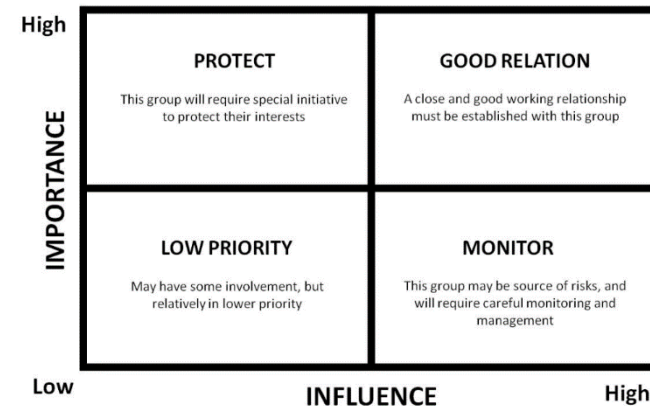 High
PROTECT
This group will require special initiative
to protect their interests
GOOD RELATION
A close and good working relationship
must be established with this group
IMPORTANCE
LOW PRIORITY
May have some involvement, but
relatively in lower priority
MONITOR
This group may be source of risks, and
will require careful monitoring and
management
Low
INFLUENCE
High